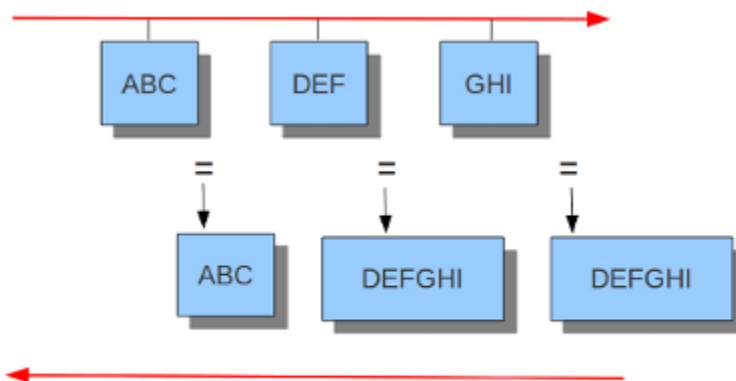 ABC DEF GHI
= = =
ABC DEFGHI DEFGHI